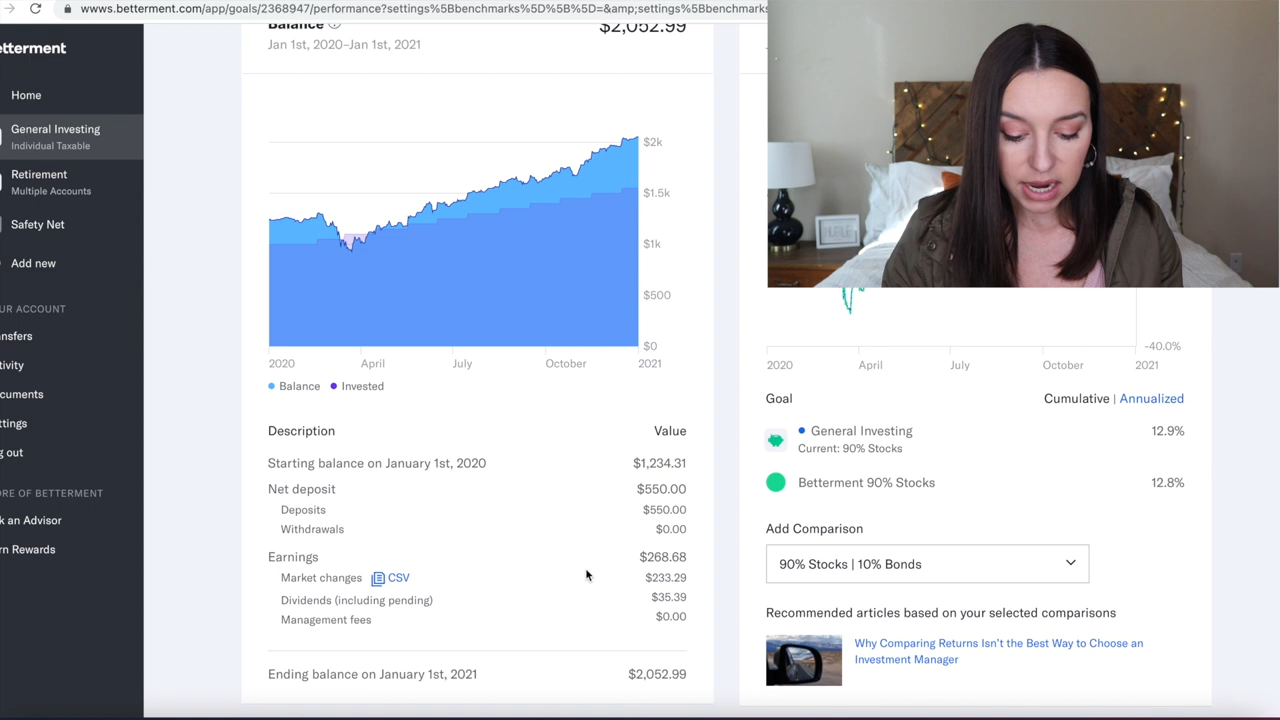 wwws.betterment.com/app/goals/2368947/performance?settings%5Bbenchmarks%5D%5B%5D=&amp;settings%5Bbenchmarks
etterment
Home
General Investing
Individual Taxable
Retirement
Multiple Accounts
Safety Net
Add new
UR ACCOUNT
nsfers
tivity
cuments
ttings
g out
RE OF BETTERMENT
k an Advisor
rn Rewards
Balance
$2,052.99
Jan 1st, 2020–Jan 1st, 2021
$2k
$1.5k
$1k
$500
$0
2020 April July October 2021
Balance Invested
Description Value
Starting balance on January 1st, 2020 $1,234.31
Net deposit $550.00
Deposits $550.00
Withdrawals $0.00
Earnings $268.68
Market changes CSV $233.29
Dividends (including pending) $35.39
Management fees $0.00
Ending balance on January 1st, 2021 $2,052.99
-40.0%
2020 April July October 2021
Goal Cumulative | Annualized
General Investing 12.9%
Current: 90% Stocks
Betterment 90% Stocks 12.8%
Add Comparison
90% Stocks | 10% Bonds
Recommended articles based on your selected comparisons
Why Comparing Returns Isn't the Best Way to Choose an
Investment Manager